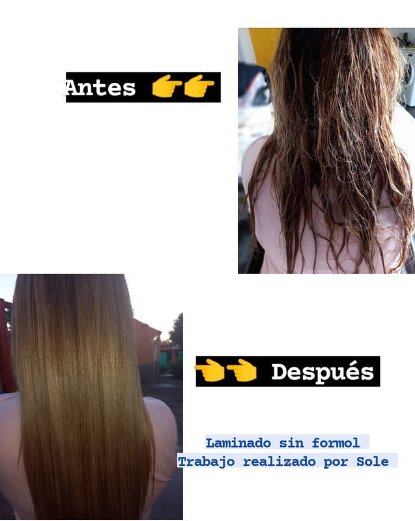 Antes 👉👉
👈👈 Después
Laminado sin formol
Trabajo realizado por Sole